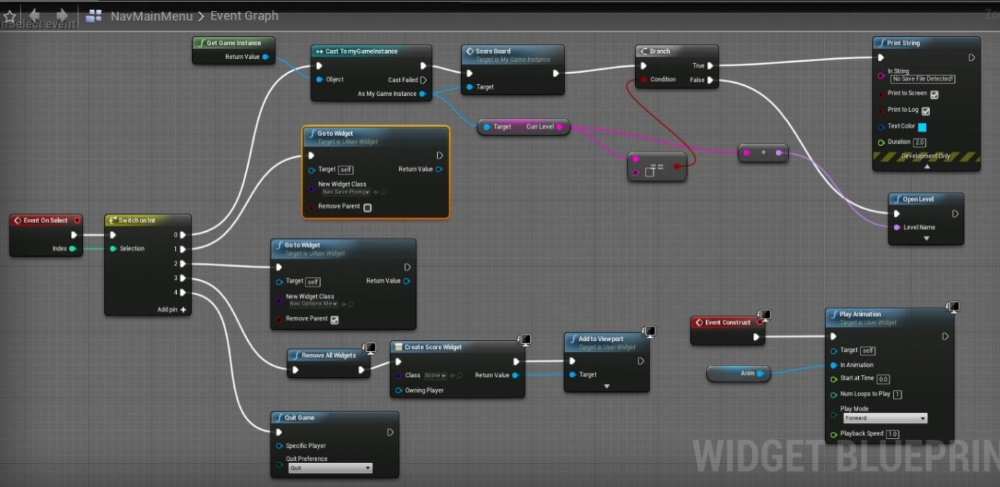 NavMainMenu > Event Graph
Zo
nSelect event
Get Game Instance
Return Value
Cast To myGameInstance
Object
Cast Failed
As My Game Instance
Score Board
Target is My Game Instance
Target
Branch
True
Condition
False
Print String
In String
No Save File Detected!
Print to Screen
Print to Log
Text Color
Duration 2.0
Development Only
Target
Curr Level
==
Go to Widget
Target is UINav Widget
Target self
Return Value
New Widget Class
Nav Save Promp
Remove Parent
Open Level
Level Name
Event On Select
Index
Switch on Int
Selection
0
1
2
3
4
Add pin +
Go to Widget
Target is UINav Widget
Target self
Return Value
New Widget Class
Nav Options Me
Remove Parent
Remove All Widgets
Create Score Widget
Class Score
Return Value
Owning Player
Add to Viewport
Target is User Widget
Target
Quit Game
Specific Player
Quit Preference
Quit
Event Construct
Anim
Play Animation
Target is User Widget
Target self
In Animation
Start at Time 0.0
Num Loops to Play 1
Play Mode
Forward
Playback Speed 1.0
WIDGET BLUEPRIN